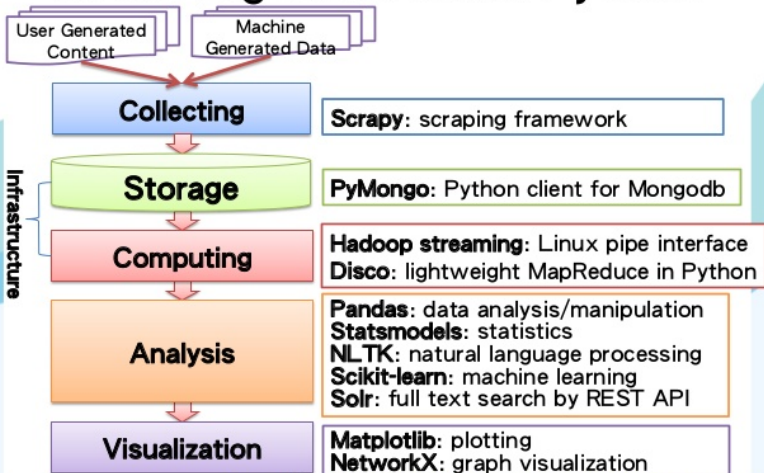 User Generated
Content
Machine
Generated Data
Collecting
Scrapy: scraping framework
Infrastructure
Storage
PyMongo: Python client for Mongodb
Computing
Hadoop streaming: Linux pipe interface
Disco: lightweight MapReduce in Python
Analysis
Pandas: data analysis/manipulation
Statsmodels: statistics
NLTK: natural language processing
Scikit-learn: machine learning
Solr: full text search by REST API
Visualization
Matplotlib: plotting
NetworkX: graph visualization